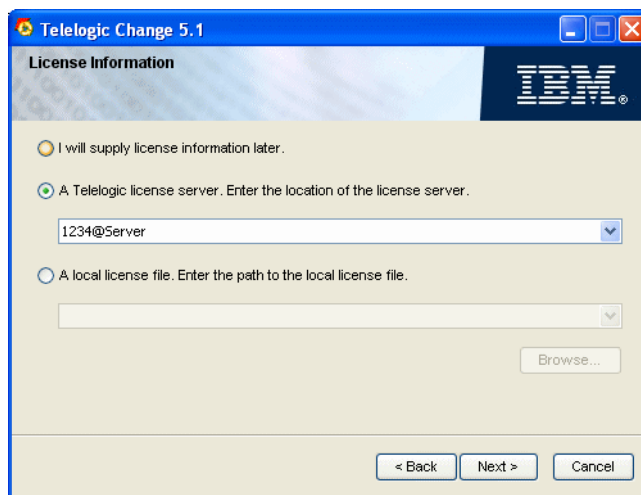 Telelogic Change 5.1
License Information
IBM®
I will supply license information later.
A Telelogic license server. Enter the location of the license server.
1234@Server
A local license file. Enter the path to the local license file.
Browse...
< Back Next > Cancel